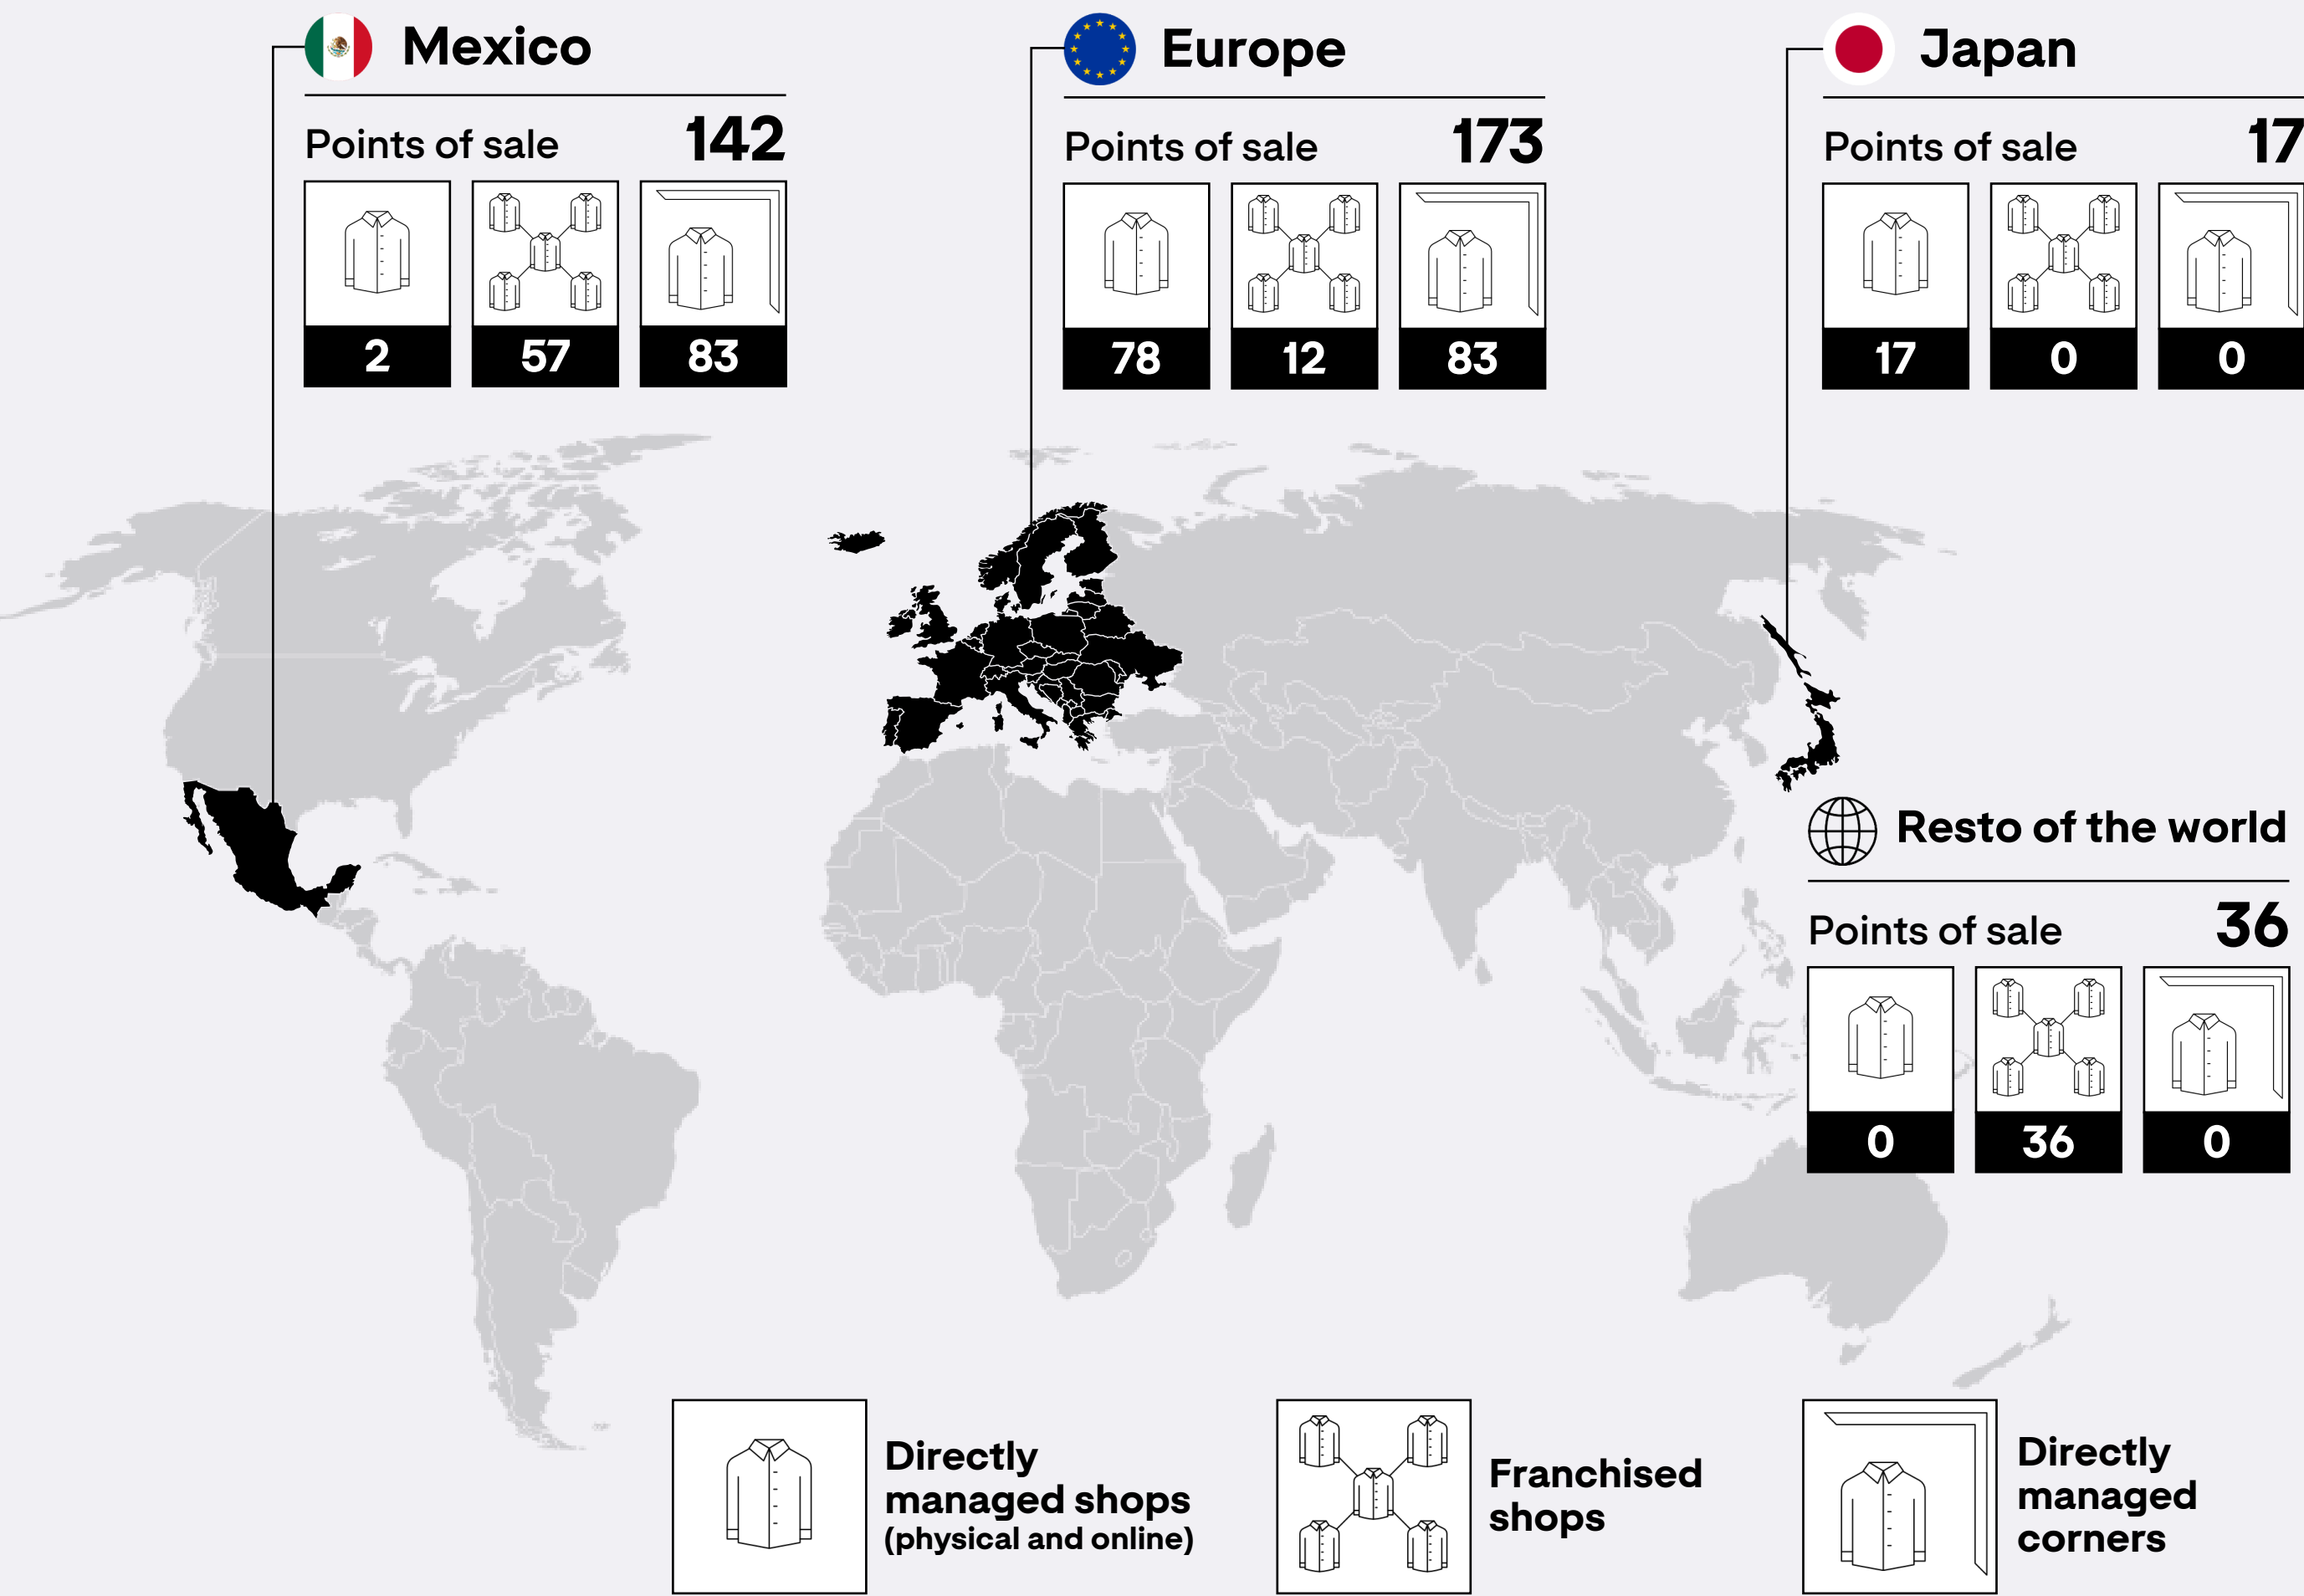 Mexico
Points of sale 142
2 57 83
Europe
Points of sale 173
78 12 83
Japan
Points of sale 17
17 0 0
Resto of the world
Points of sale 36
0 36 0
Directly
managed shops
(physical and online)
Franchised
shops
Directly
managed
corners